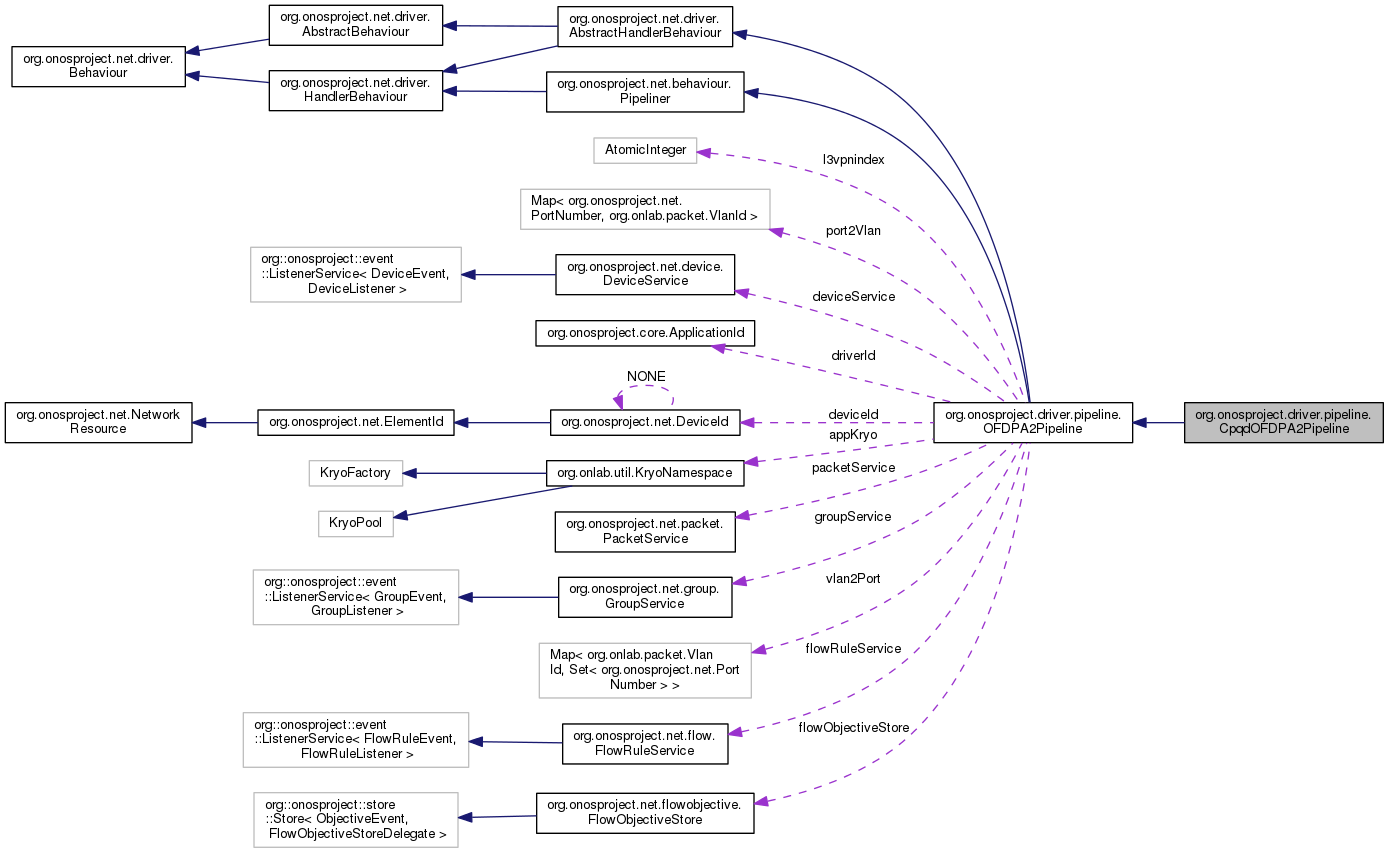 org.onosproject.net.driver.
Behaviour
org.onosproject.net.driver.
AbstractBehaviour
org.onosproject.net.driver.
HandlerBehaviour
org.onosproject.net.driver.
AbstractHandlerBehaviour
org.onosproject.net.behaviour.
Pipeliner
AtomicInteger
l3vpnindex
Map< org.onosproject.net.
PortNumber, org.onlab.packet.VlanId >
port2Vlan
org::onosproject::event
::ListenerService< DeviceEvent,
DeviceListener >
org.onosproject.net.device.
DeviceService
deviceService
org.onosproject.core.ApplicationId
driverId
NONE
org.onosproject.net.Network
Resource
org.onosproject.net.ElementId
org.onosproject.net.DeviceId
deviceId
org.onosproject.driver.pipeline.
OFDPA2Pipeline
org.onosproject.driver.pipeline.
CpqdOFDPA2Pipeline
appKryo
KryoFactory
org.onlab.util.KryoNamespace
packetService
KryoPool
org.onosproject.net.packet.
PacketService
groupService
org::onosproject::event
::ListenerService< GroupEvent,
GroupListener >
org.onosproject.net.group.
GroupService
vlan2Port
Map< org.onlab.packet.Vlan
Id, Set< org.onosproject.net.Port
Number > >
flowRuleService
org::onosproject::event
::ListenerService< FlowRuleEvent,
FlowRuleListener >
org.onosproject.net.flow.
FlowRuleService
flowObjectiveStore
org::onosproject::store
::Store< ObjectiveEvent,
FlowObjectiveStoreDelegate >
org.onosproject.net.flowobjective.
FlowObjectiveStore